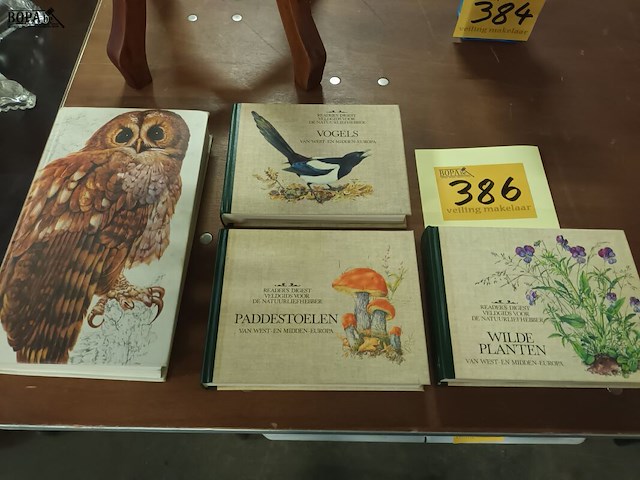 BOPA
384
veiling makelaar
READER'S DIGEST
VELDGIDS VOOR
DE NATUURLIEFHEBBER
VOGELS
VAN WEST- EN MIDDEN-EUROPA
BOPA
386
veiling makelaar
READER'S DIGEST
VELDGIDS VOOR
DE NATUURLIEFHEBBER
PADDESTOELEN
VAN WEST- EN MIDDEN-EUROPA
READER'S DIGEST
VELDGIDS VOOR
DE NATUURLIEFHEBBER
WILDE
PLANTEN
VAN WEST- EN MIDDEN-EUROPA